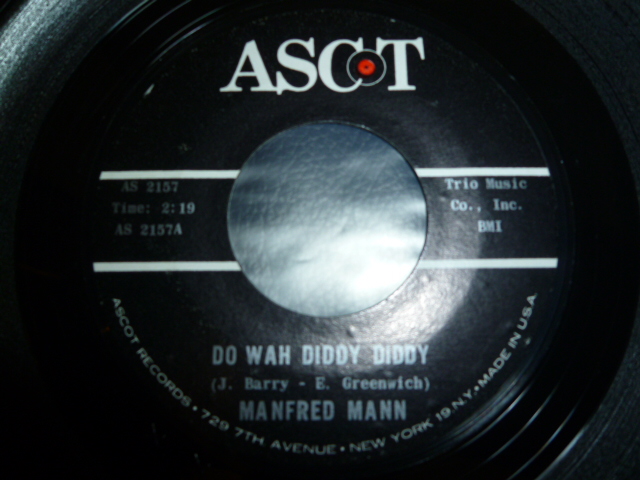 ASCOT
AS 2157
Time: 2:19
AS 2157A
Trio Music
Co., Inc.
BMI
DO WAH DIDDY DIDDY
(J. Barry - E. Greenwich)
MANFRED MANN
ASCOT RECORDS • 729 7TH AVENUE • NEW YORK 19. N.Y. • MADE IN U.S.A.